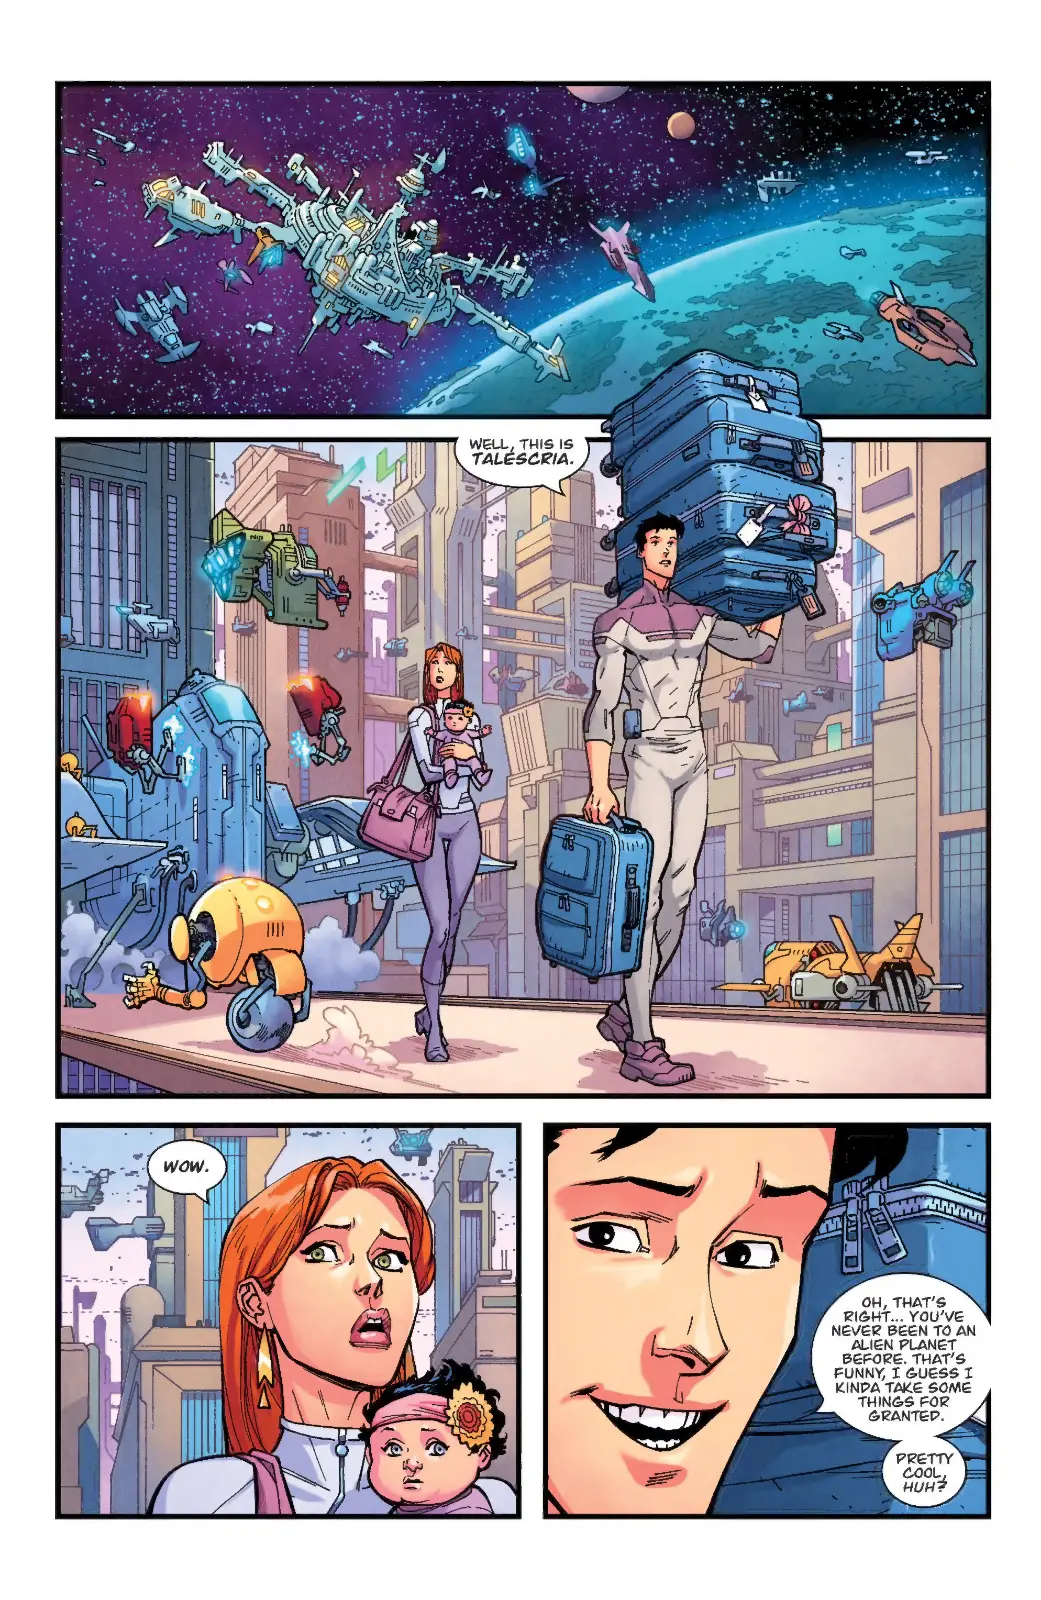 WELL, THIS IS
TALESCRIA.
WOW.
OH, THAT'S
RIGHT... YOU'VE
NEVER BEEN TO AN
ALIEN PLANET
BEFORE. THAT'S
FUNNY, I GUESS I
KINDA TAKE SOME
THINGS FOR
GRANTED.
PRETTY
COOL,
HUH?